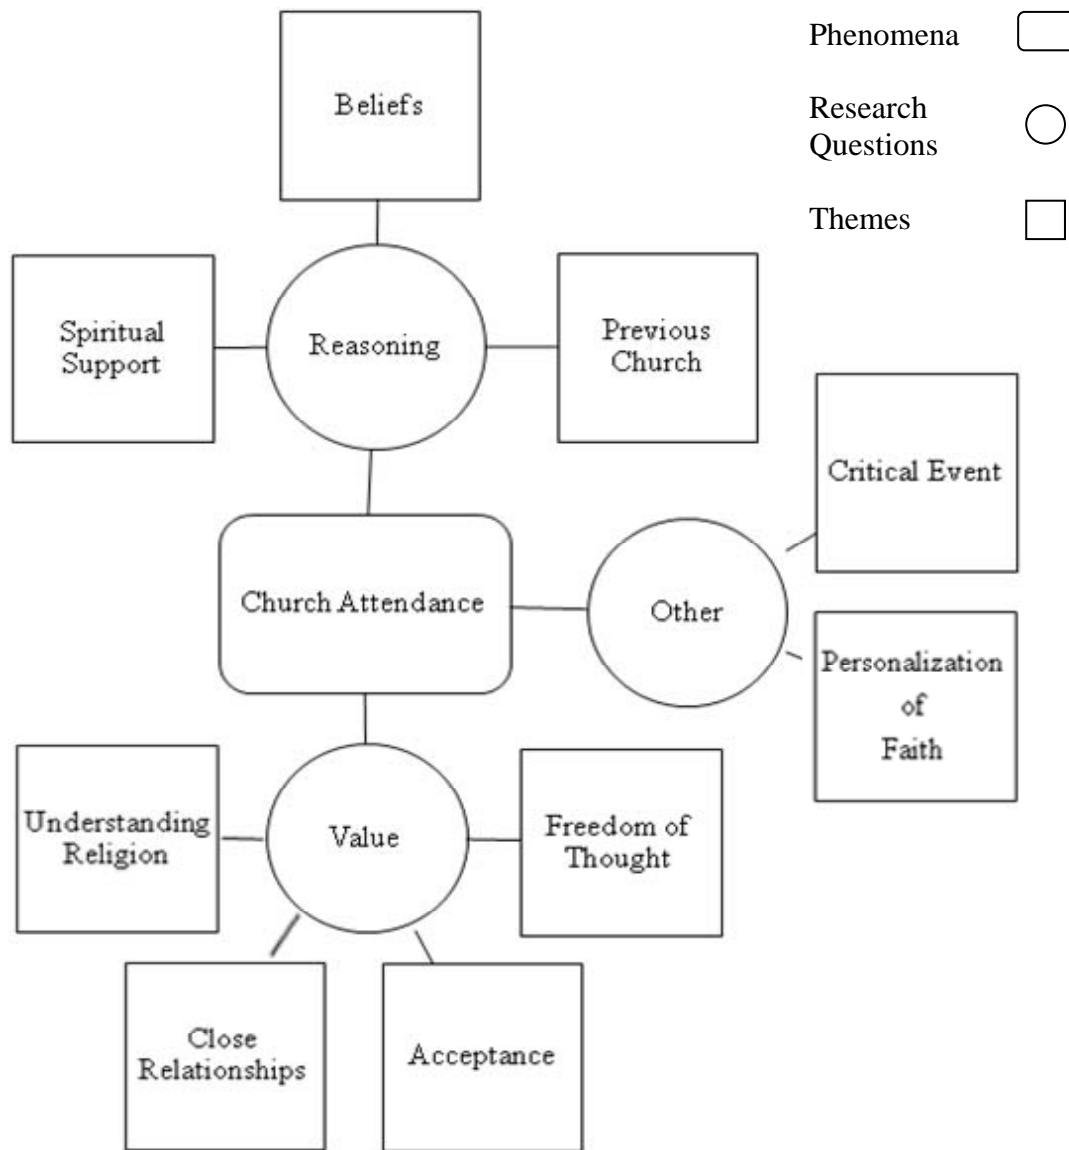 Phenomena
Research
Questions
Themes
Beliefs
Spiritual
Support
Reasoning
Previous
Church
Critical Event
Church Attendance
Other
Personalization
of
Faith
Understanding
Religion
Value
Freedom of
Thought
Close
Relationships
Acceptance